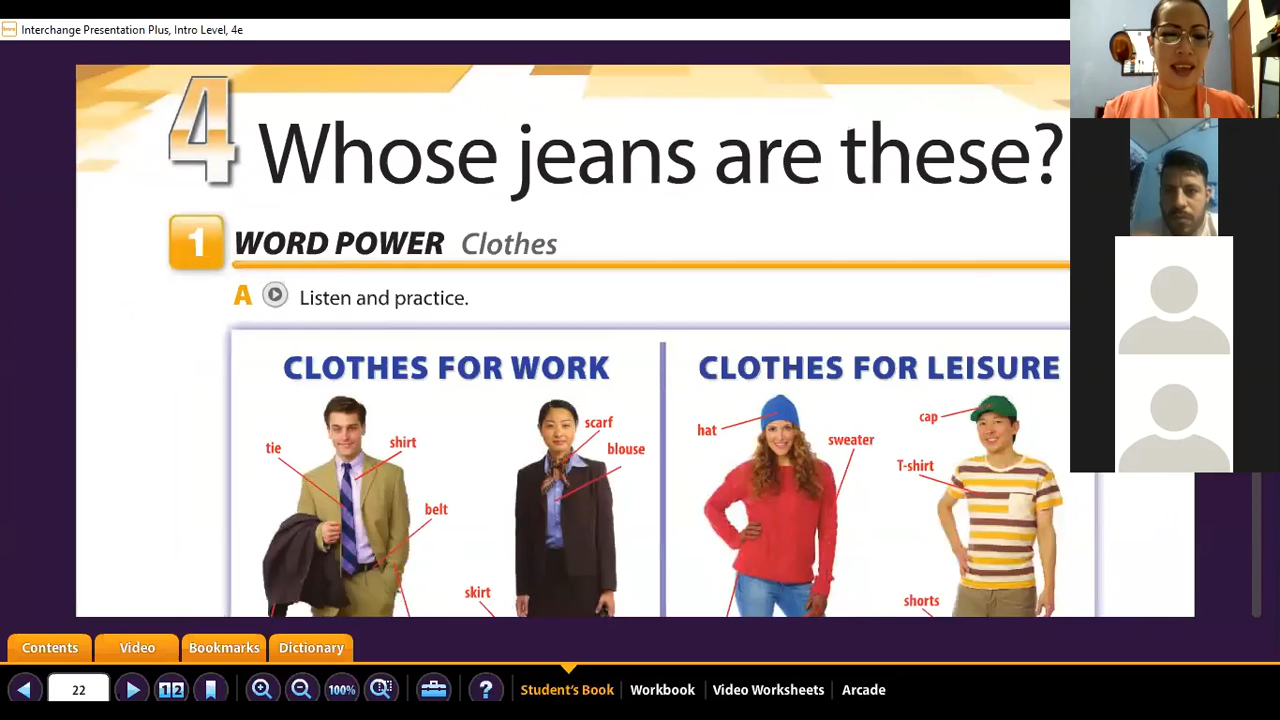 Interchange Presentation Plus, Intro Level, 4e
4 Whose jeans are these?
1 WORD POWER Clothes
A Listen and practice.
CLOTHES FOR WORK
tie
shirt
belt
scarf
blouse
skirt
CLOTHES FOR LEISURE
hat
sweater
cap
T-shirt
shorts
Contents Video Bookmarks Dictionary
22 1 2 100% ? Student's Book Workbook Video Worksheets Arcade